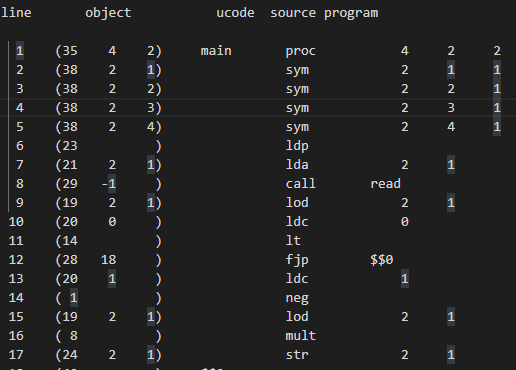 line object ucode source program
1 (35 4 2) main proc 4 2 2
2 (38 2 1) sym 2 1 1
3 (38 2 2) sym 2 2 1
4 (38 2 3) sym 2 3 1
5 (38 2 4) sym 2 4 1
6 (23 ) ldp
7 (21 2 1) lda 2 1
8 (29 -1 ) call read
9 (19 2 1) lod 2 1
10 (20 0 ) ldc 0
11 (14 ) lt
12 (28 18 ) fjp $$0
13 (20 1 ) ldc 1
14 ( 1 ) neg
15 (19 2 1) lod 2 1
16 ( 8 ) mult
17 (24 2 1) str 2 1